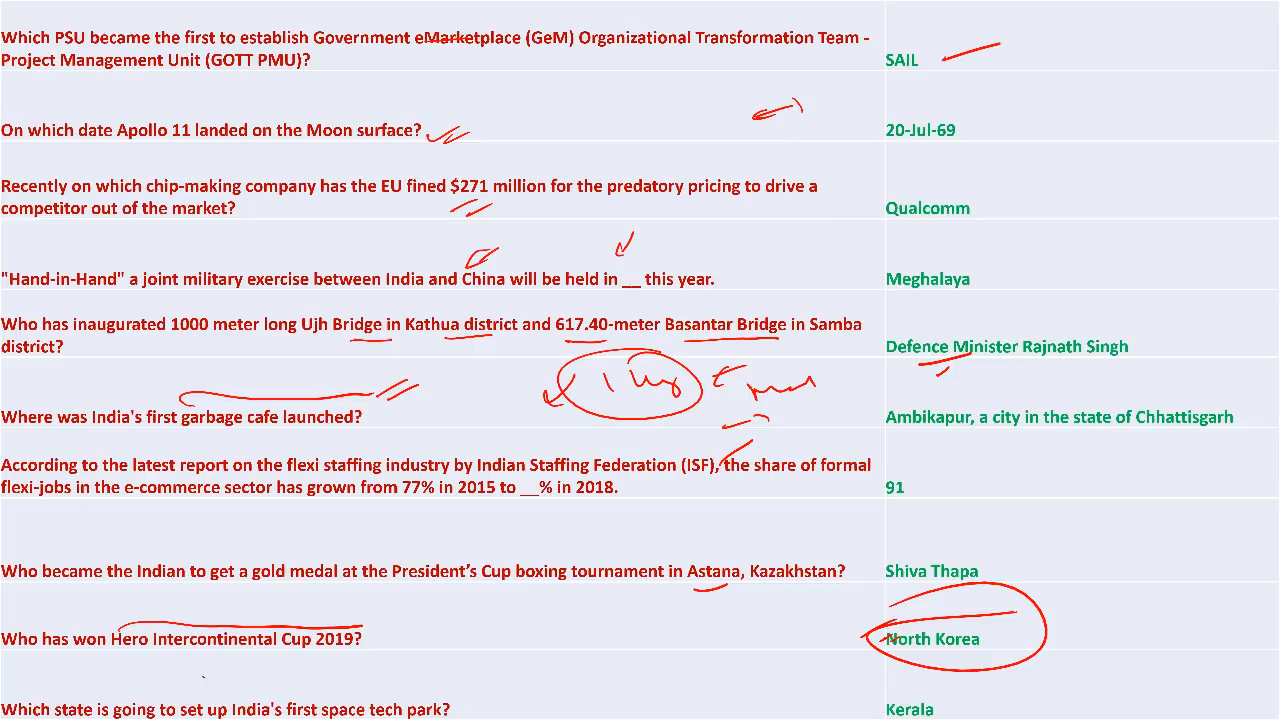 Which PSU became the first to establish Government eMarketplace (GeM) Organizational Transformation Team -
Project Management Unit (GOTT PMU)?
SAIL
On which date Apollo 11 landed on the Moon surface?
20-Jul-69
Recently on which chip-making company has the EU fined $271 million for the predatory pricing to drive a
competitor out of the market?
Qualcomm
"Hand-in-Hand" a joint military exercise between India and China will be held in __ this year.
Meghalaya
Who has inaugurated 1000 meter long Ujh Bridge in Kathua district and 617.40-meter Basantar Bridge in Samba
district?
Defence Minister Rajnath Singh
Where was India's first garbage cafe launched?
Ambikapur, a city in the state of Chhattisgarh
According to the latest report on the flexi staffing industry by Indian Staffing Federation (ISF), the share of formal
flexi-jobs in the e-commerce sector has grown from 77% in 2015 to __% in 2018.
91
Who became the Indian to get a gold medal at the President’s Cup boxing tournament in Astana, Kazakhstan?
Shiva Thapa
Who has won Hero Intercontinental Cup 2019?
North Korea
Which state is going to set up India's first space tech park?
Kerala